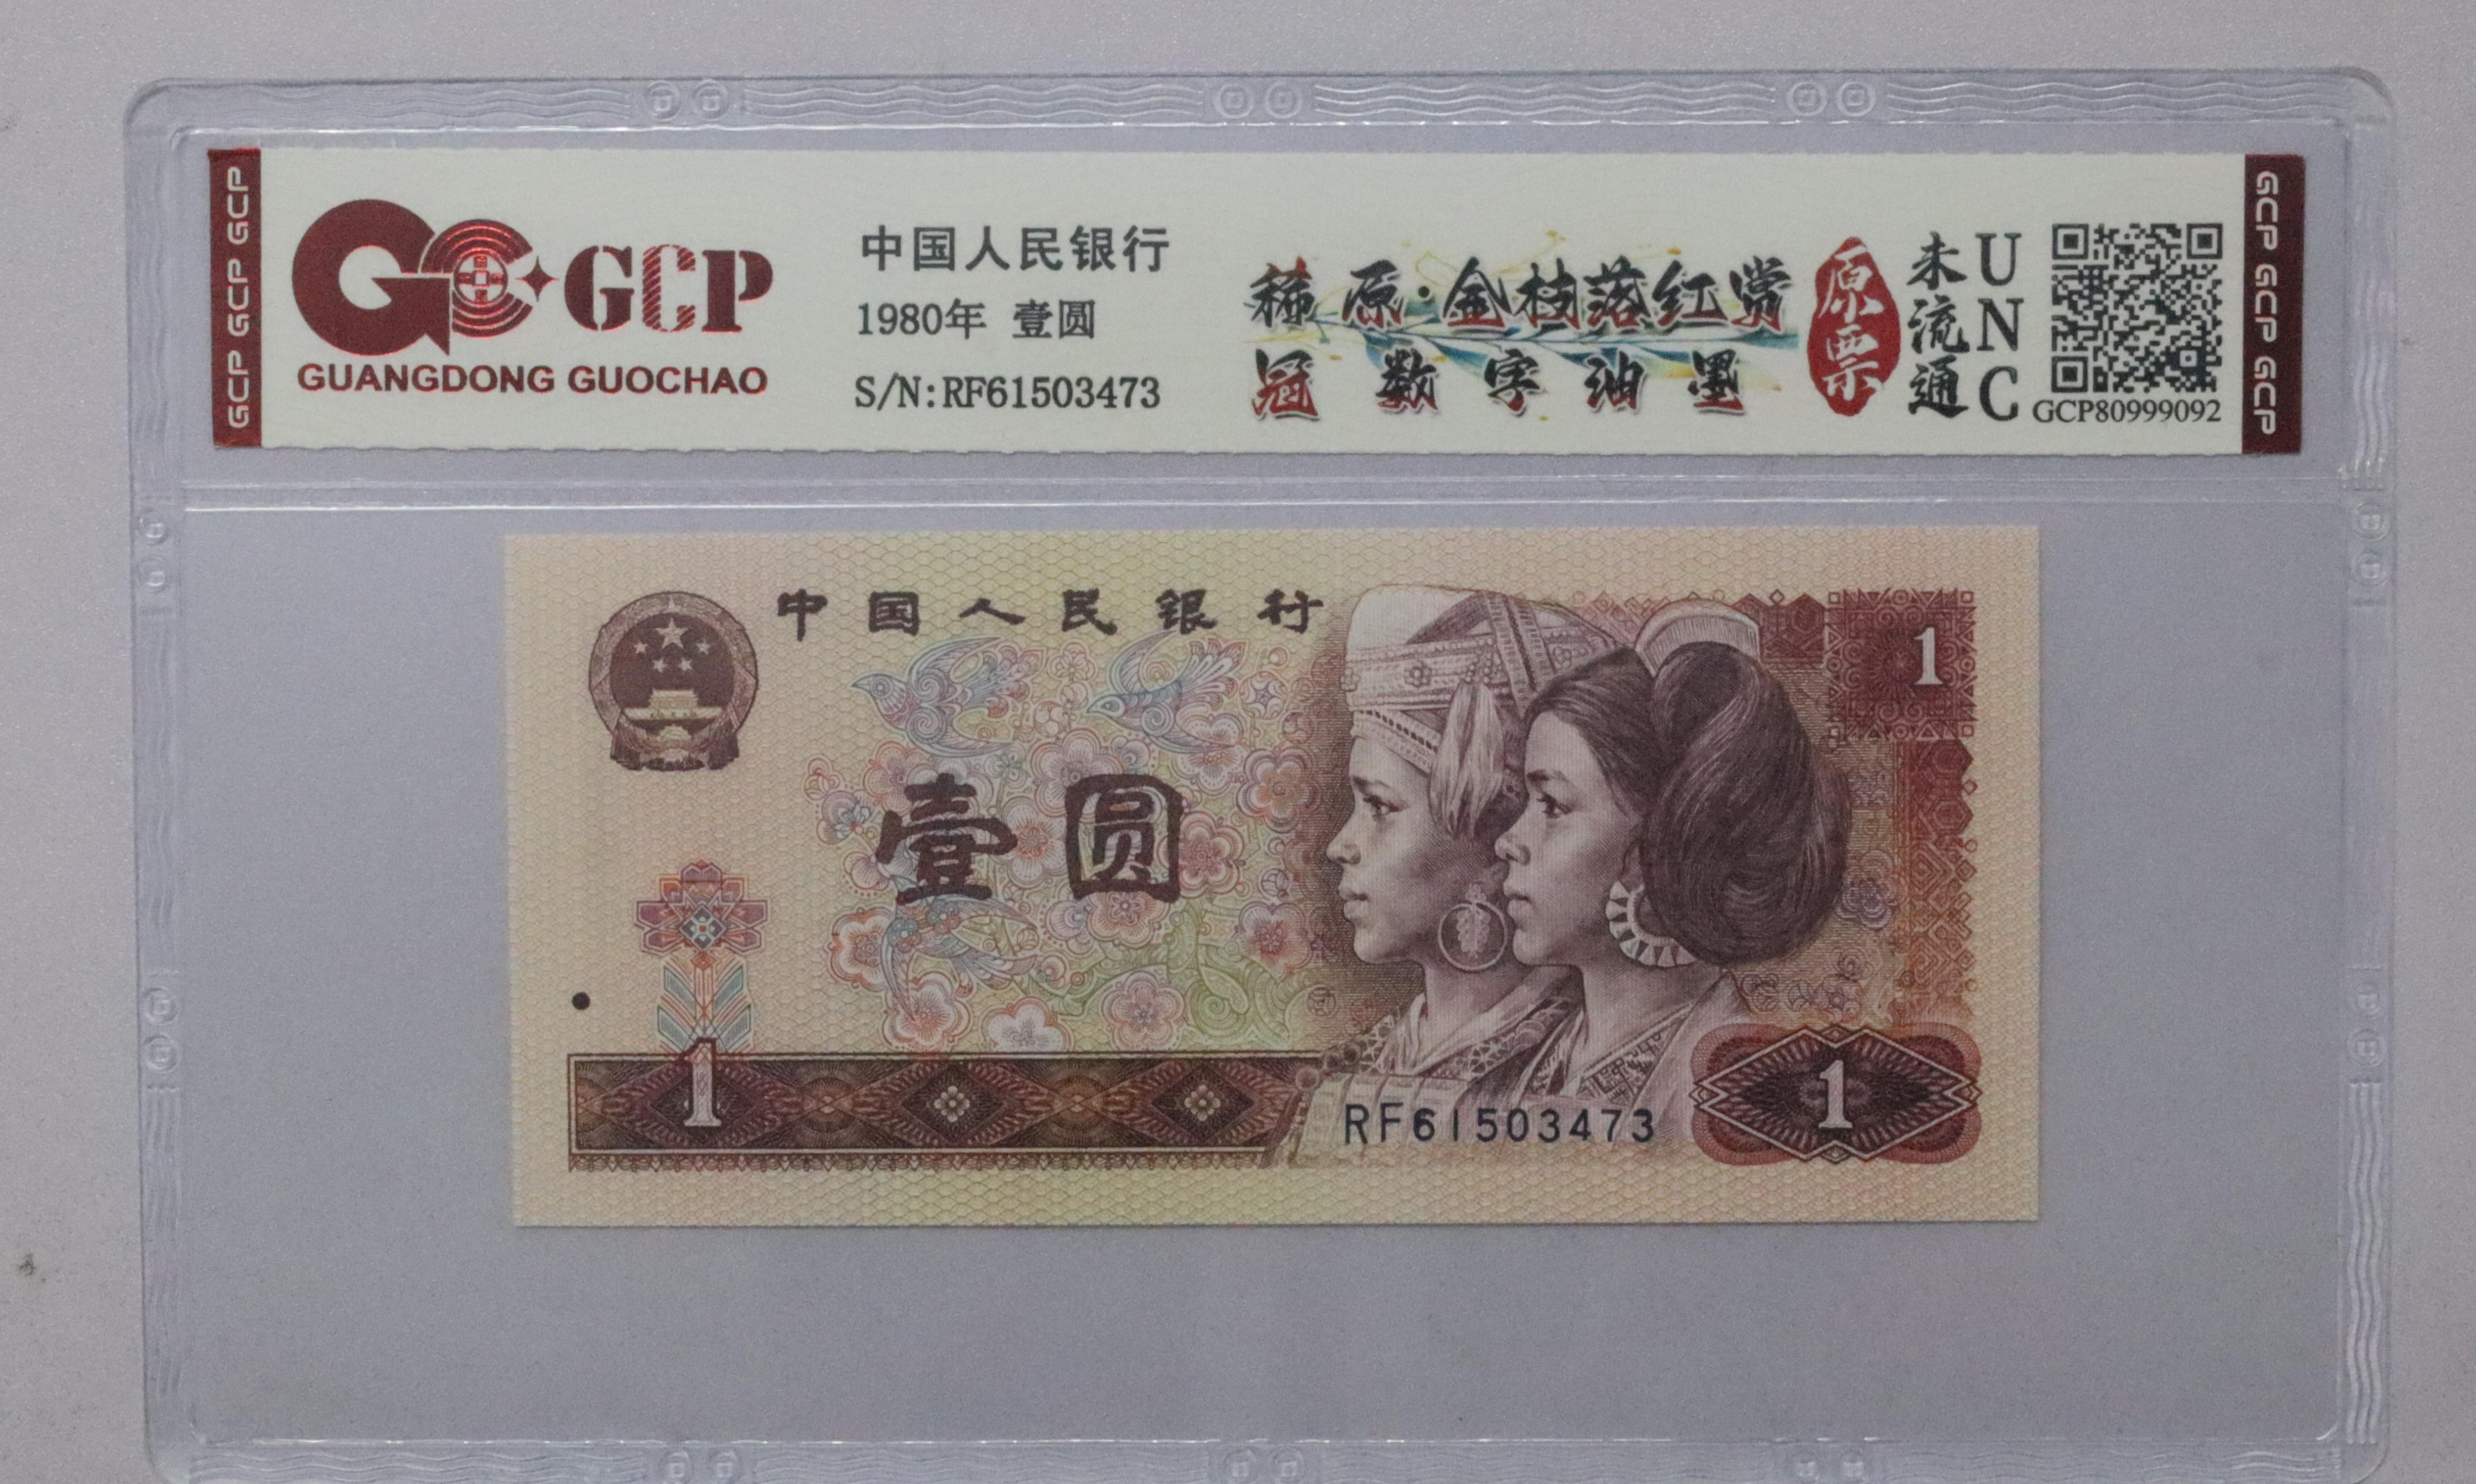 GCP GCP GCP
GCP
GUANGDONG GUOCHAO
中国人民银行
1980年 壹圆
S/N:RF61503473
稀原·金枝落红赏
冠数字油墨
原票
未流通
UNC
GCP80999092
GCP GCP GCP
中国人民银行
1
壹圆
1
RF61503473
1